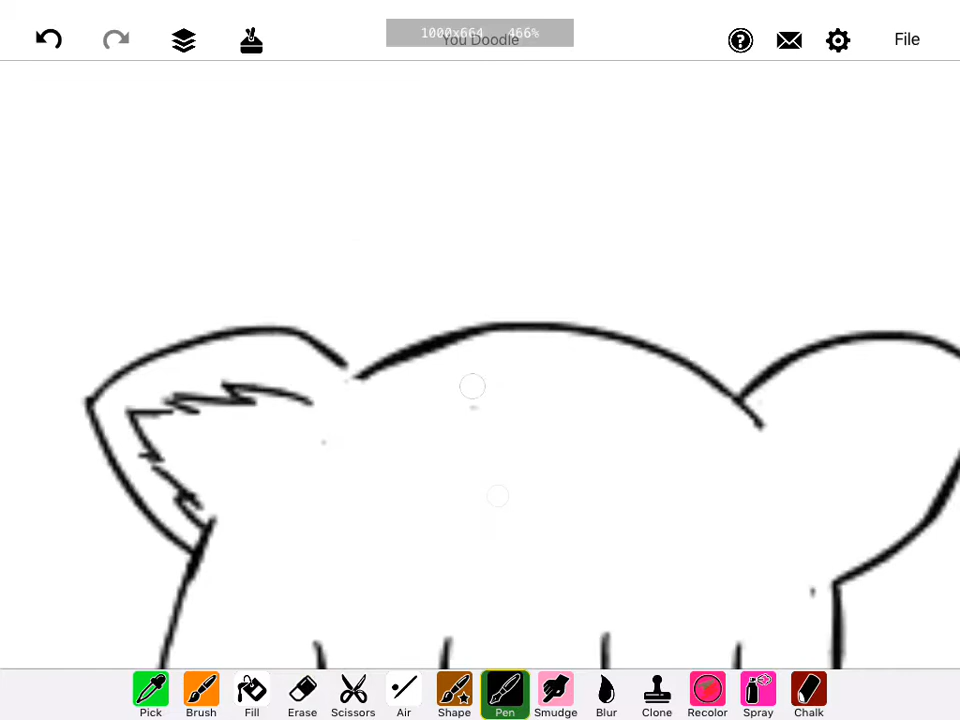 1000x664 466%
You Doodle
File
Pick Brush Fill Erase Scissors Air Shape Pen Smudge Blur Clone Recolor Spray Chalk